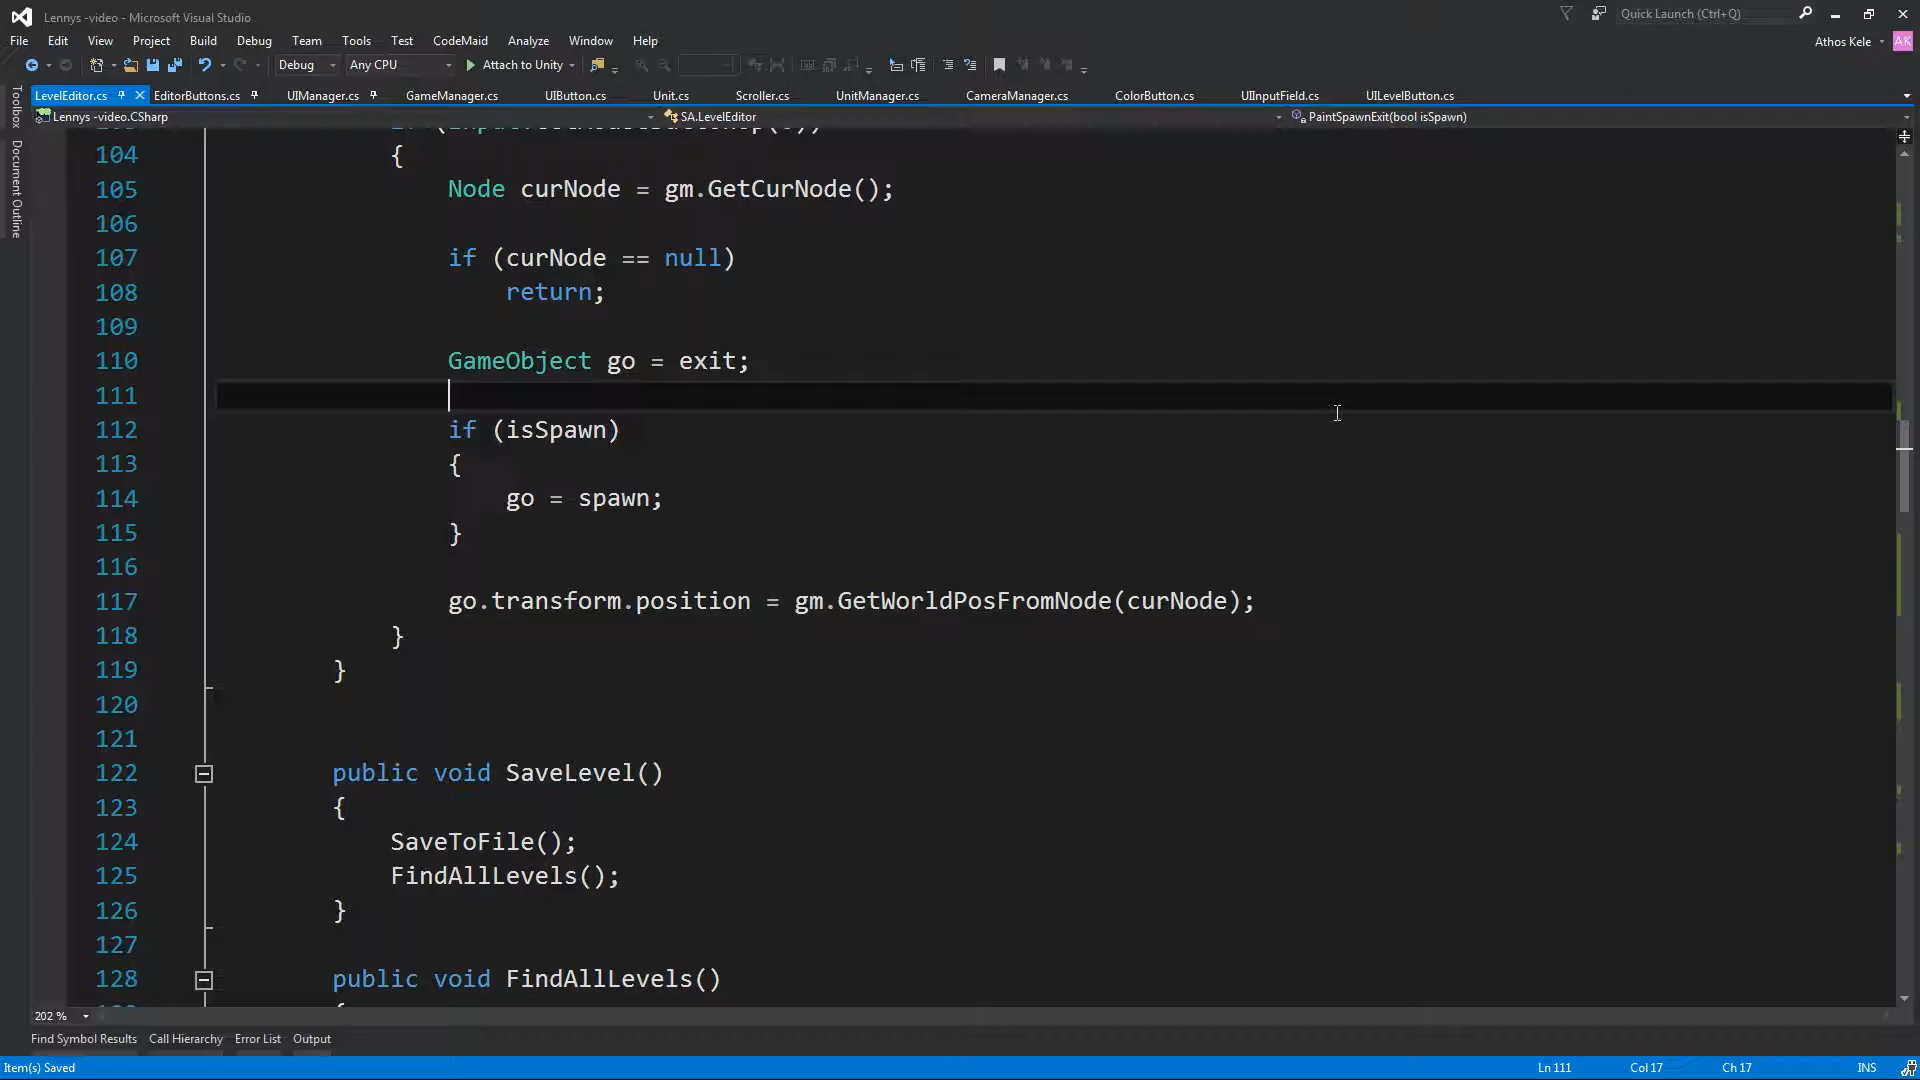 Lennys -video - Microsoft Visual Studio
Quick Launch (Ctrl+Q)
File Edit View Project Build Debug Team Tools Test CodeMaid Analyze Window Help
Athos Kele AK
Debug Any CPU Attach to Unity
LevelEditor.cs EditorButtons.cs UIManager.cs GameManager.cs UIButton.cs Unit.cs Scroller.cs UnitManager.cs CameraManager.cs ColorButton.cs UIInputField.cs UILevelButton.cs
Lennys -video.CSharp SA.LevelEditor PaintSpawnExit(bool isSpawn)
Toolbox
Document Outline
104 {
105 Node curNode = gm.GetCurNode();
106
107 if (curNode == null)
108 return;
109
110 GameObject go = exit;
111
112 if (isSpawn)
113 {
114 go = spawn;
115 }
116
117 go.transform.position = gm.GetWorldPosFromNode(curNode);
118 }
119 }
120
121
122 public void SaveLevel()
123 {
124 SaveToFile();
125 FindAllLevels();
126 }
127
128 public void FindAllLevels()
202 %
Find Symbol Results Call Hierarchy Error List Output
Item(s) Saved Ln 111 Col 17 Ch 17 INS